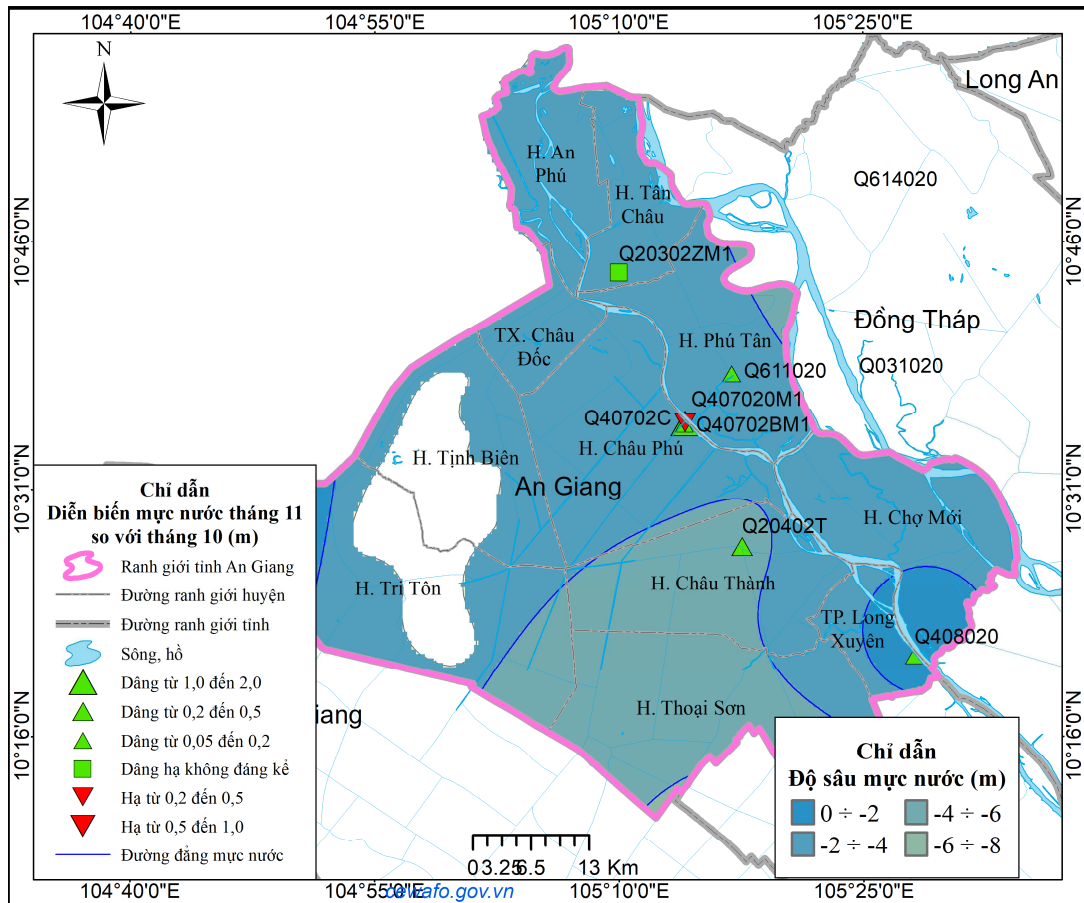 104°40'0"E
104°55'0"E
105°10'0"E
105°25'0"E
N
Long An
H. An
Phú
Q614020
H. Tân
Châu
10°46'0"N
10°46'0"N
Q20302ZM1
Đồng Tháp
TX. Châu
Đốc
H. Phú Tân
Q031020
Q611020
Q407020M1
Q40702C
Q40702BM1
H. Châu Phú
H. Tịnh Biên
An Giang
10°31'0"N
10°31'0"N
H. Chợ Mới
Q20402T
H. Châu Thành
H. Tri Tôn
TP. Long
Xuyên
Q408020
H. Thoại Sơn
iang
10°16'0"N
10°16'0"N
Chỉ dẫn
Diễn biến mực nước tháng 11
so với tháng 10 (m)
Ranh giới tỉnh An Giang
Đường ranh giới huyện
Đường ranh giới tỉnh
Sông, hồ
Dâng từ 1,0 đến 2,0
Dâng từ 0,2 đến 0,5
Dâng từ 0,05 đến 0,2
Dâng hạ không đáng kể
Hạ từ 0,2 đến 0,5
Hạ từ 0,5 đến 1,0
Đường đẳng mực nước
Chỉ dẫn
Độ sâu mực nước (m)
0 ÷ -2
-4 ÷ -6
-2 ÷ -4
-6 ÷ -8
0 3.25 6.5 13 Km
104°40'0"E
104°55'0"E
105°10'0"E
105°25'0"E
cewafo.gov.vn